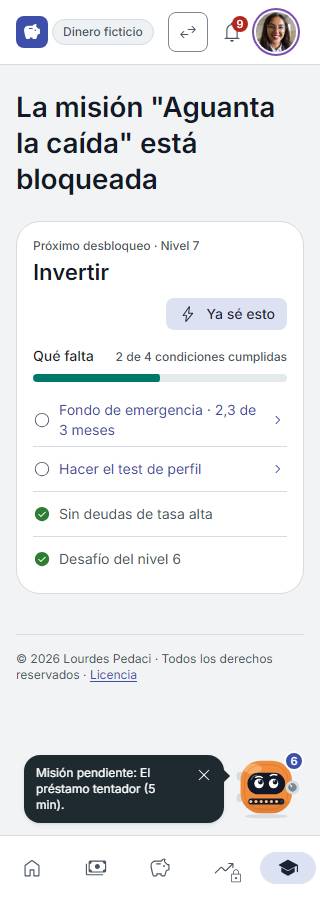 Dinero ficticio
9
La misión "Aguanta
la caída" está
bloqueada
Próximo desbloqueo · Nivel 7
Invertir
Ya sé esto
Qué falta
2 de 4 condiciones cumplidas
Fondo de emergencia · 2,3 de
3 meses
Hacer el test de perfil
Sin deudas de tasa alta
Desafío del nivel 6
© 2026 Lourdes Pedaci · Todos los derechos
reservados · Licencia
Misión pendiente: El
préstamo tentador (5
min).
6